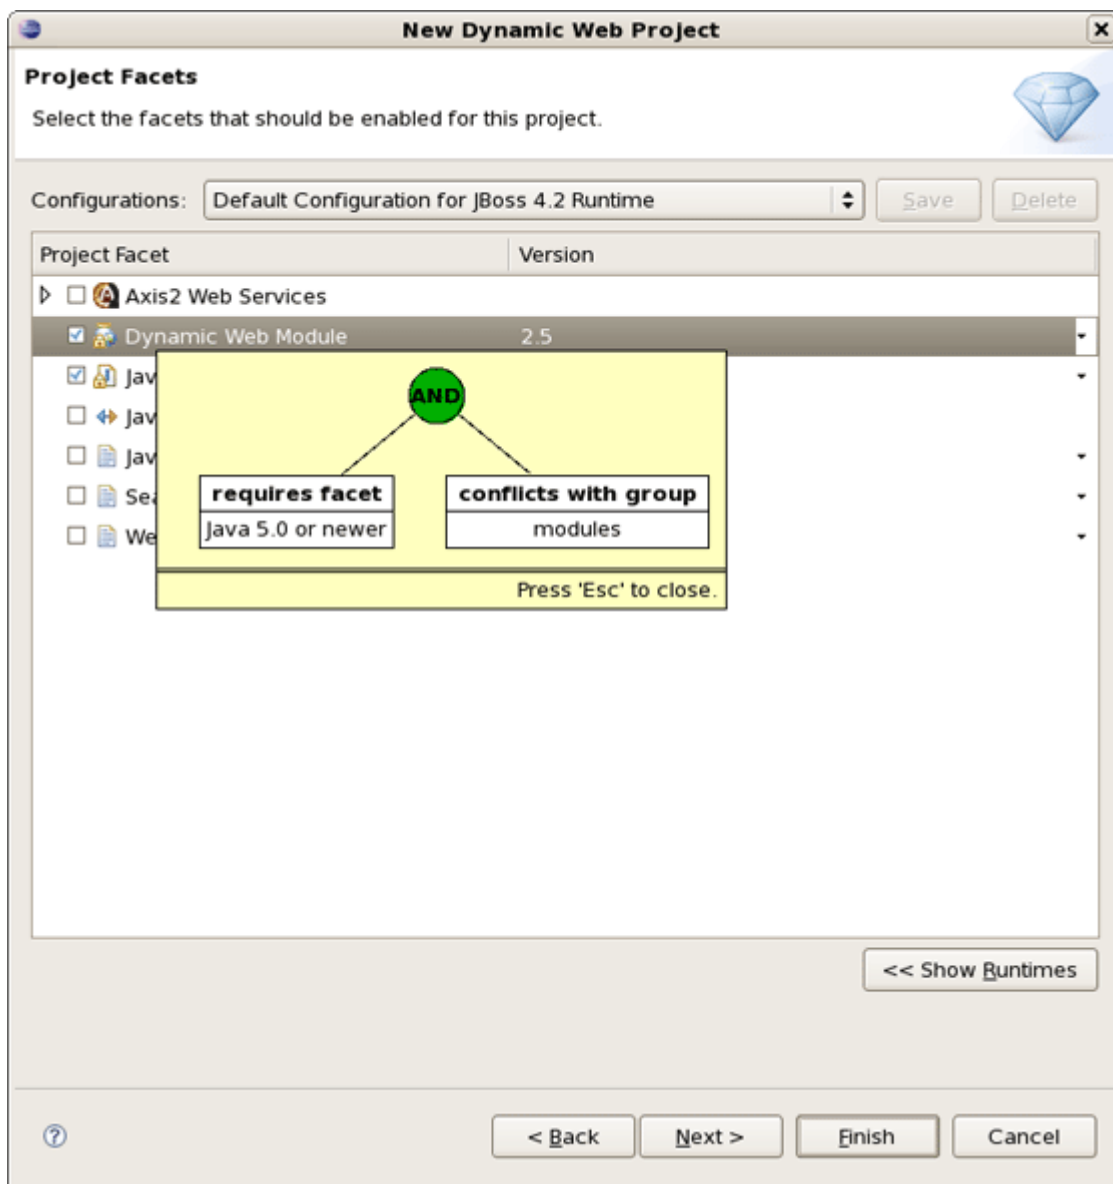 New Dynamic Web Project
Project Facets
Select the facets that should be enabled for this project.
Configurations: Default Configuration for JBoss 4.2 Runtime Save Delete
Project Facet Version
Axis2 Web Services
Dynamic Web Module 2.5
Jav
AND
Jav
Jav
requires facet conflicts with group
Sea
Java 5.0 or newer modules
We
Press 'Esc' to close.
<< Show Runtimes
< Back Next > Finish Cancel